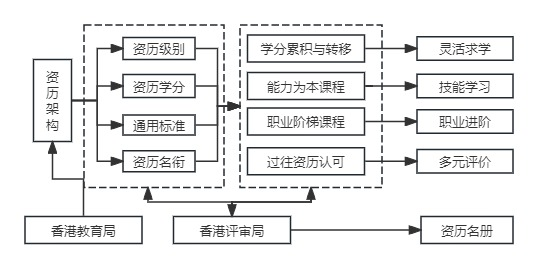 资历架构
资历级别
资历学分
通用标准
资历名衔
学分累积与转移
能力为本课程
职业阶梯课程
过往资历认可
灵活求学
技能学习
职业进阶
多元评价
香港教育局
香港评审局
资历名册